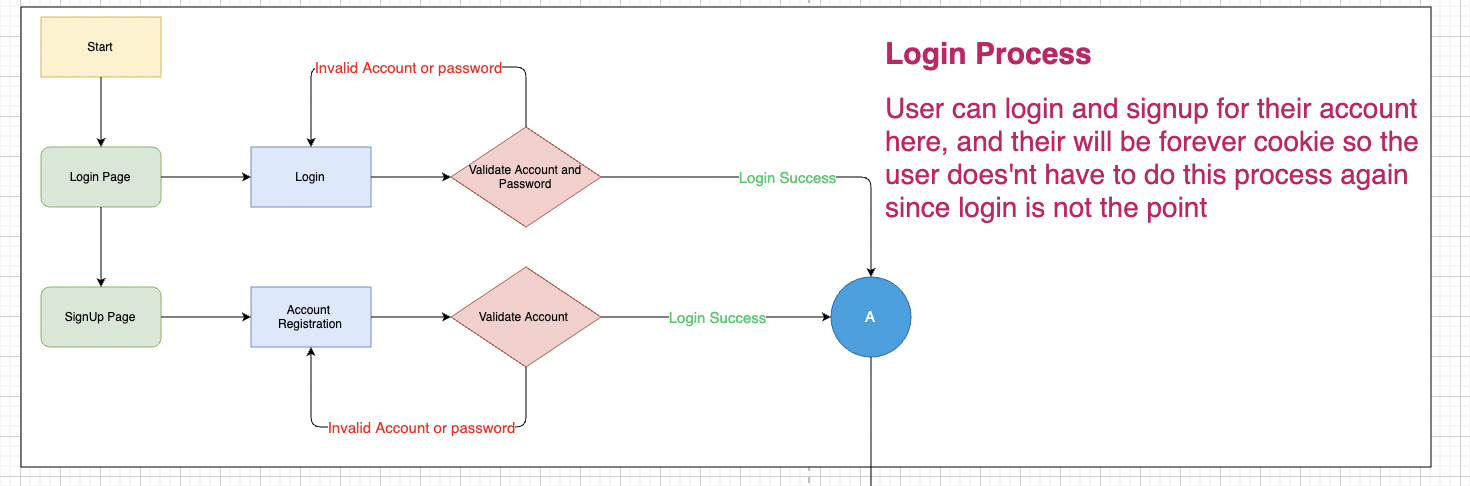 Start
Login Process
Invalid Account or password
User can login and signup for their account
here, and their will be forever cookie so the
user does'nt have to do this process again
since login is not the point
Login Page
Login
Validate Account and
Password
Login Success
SignUp Page
Account
Registration
Validate Account
Login Success
A
Invalid Account or password